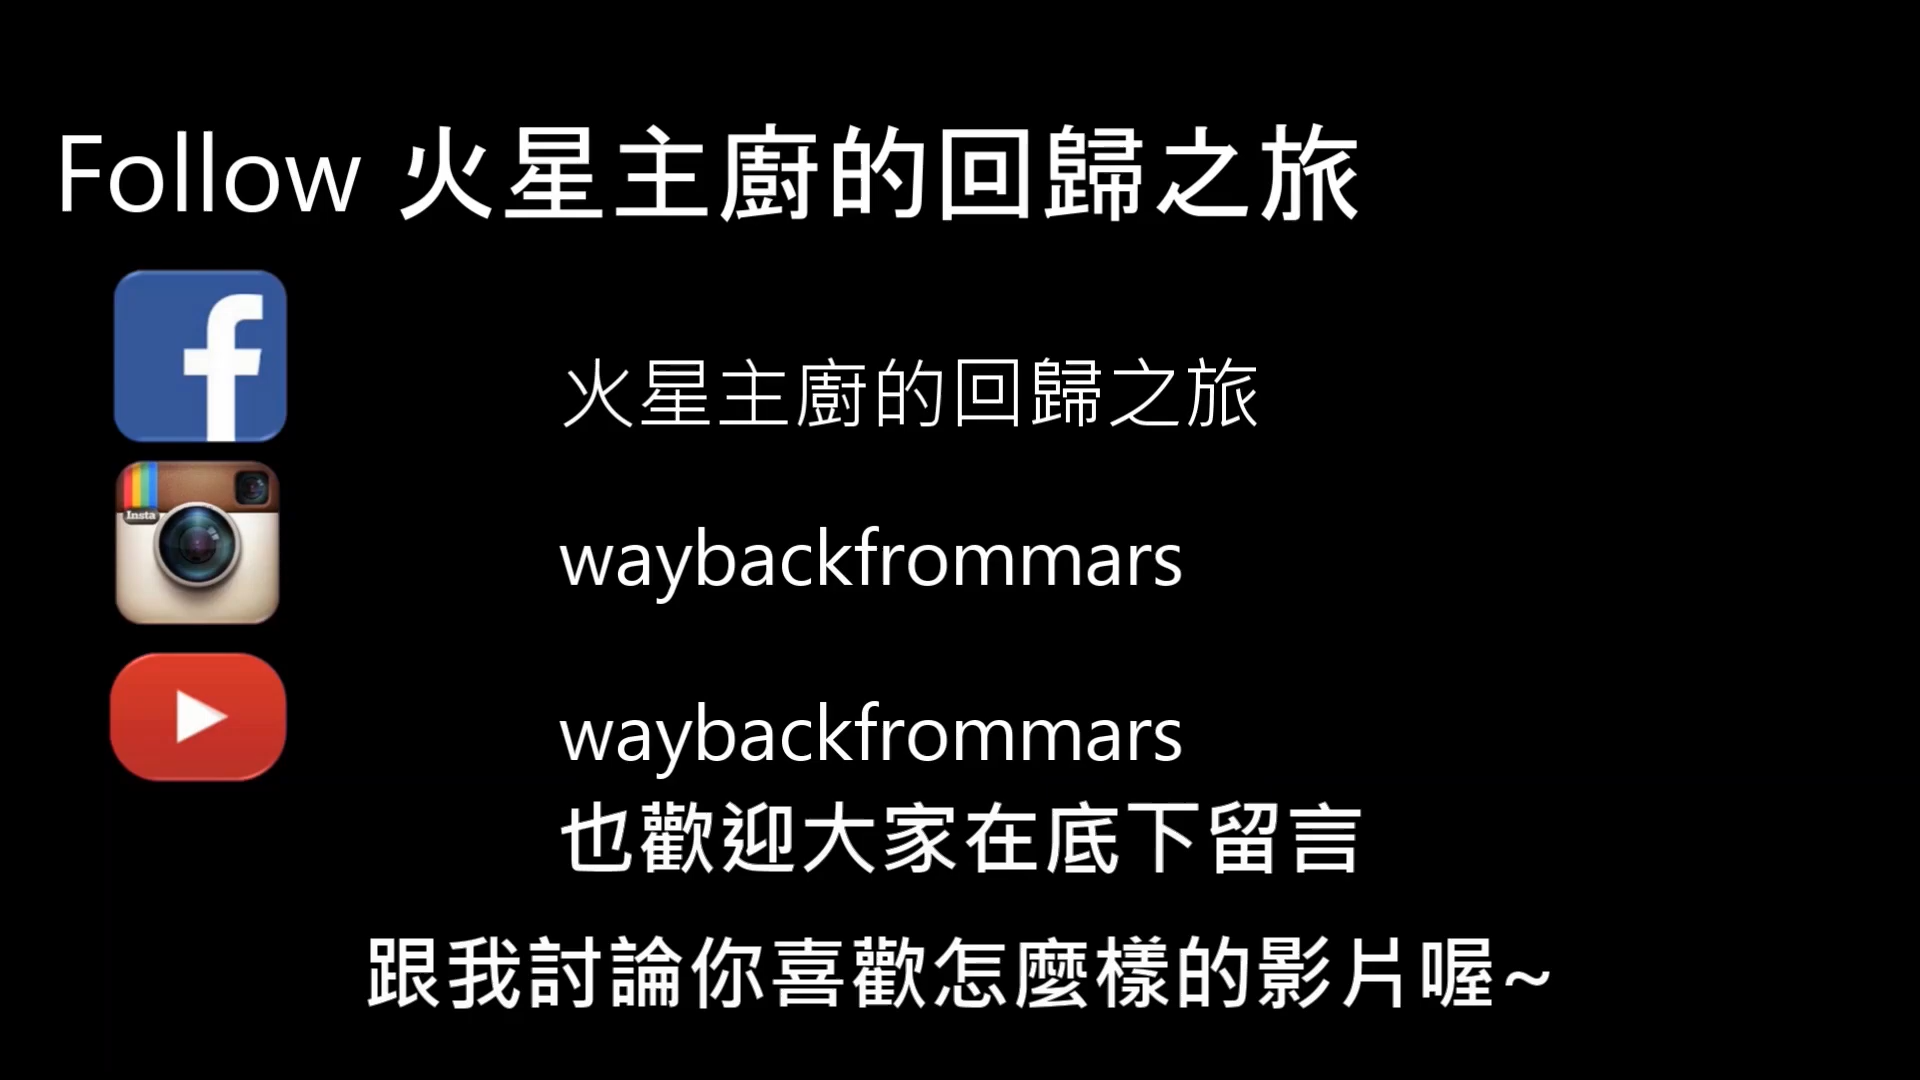 Follow 火星主廚的回歸之旅
火星主廚的回歸之旅
Insta
waybackfrommars
waybackfrommars
也歡迎大家在底下留言
跟我討論你喜歡怎麼樣的影片喔~